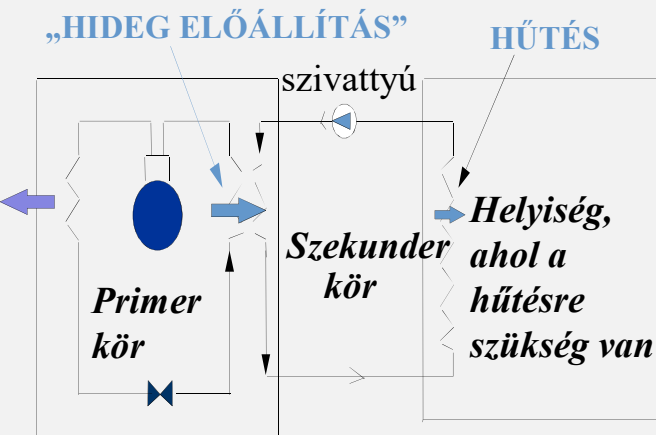 „HIDEG ELŐÁLLÍTÁS”
HŰTÉS
szivattyú
Primer
kör
Szekunder
kör
Helyiség,
ahol a
hűtésre
szükség van